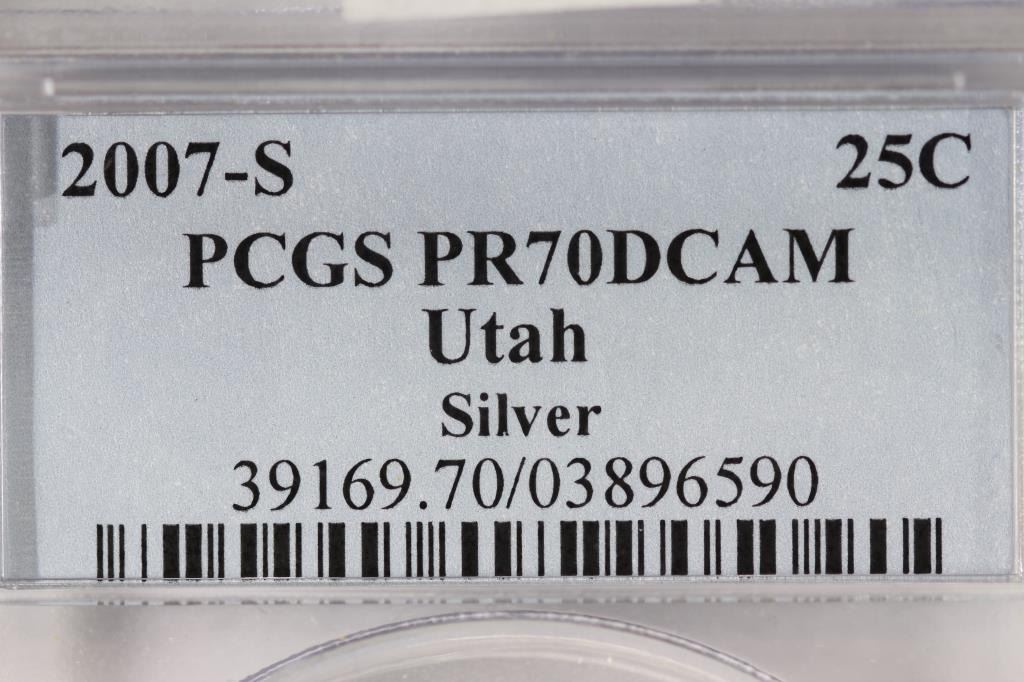 2007-S 25C
PCGS PR70DCAM
Utah
Silver
39169.70/03896590